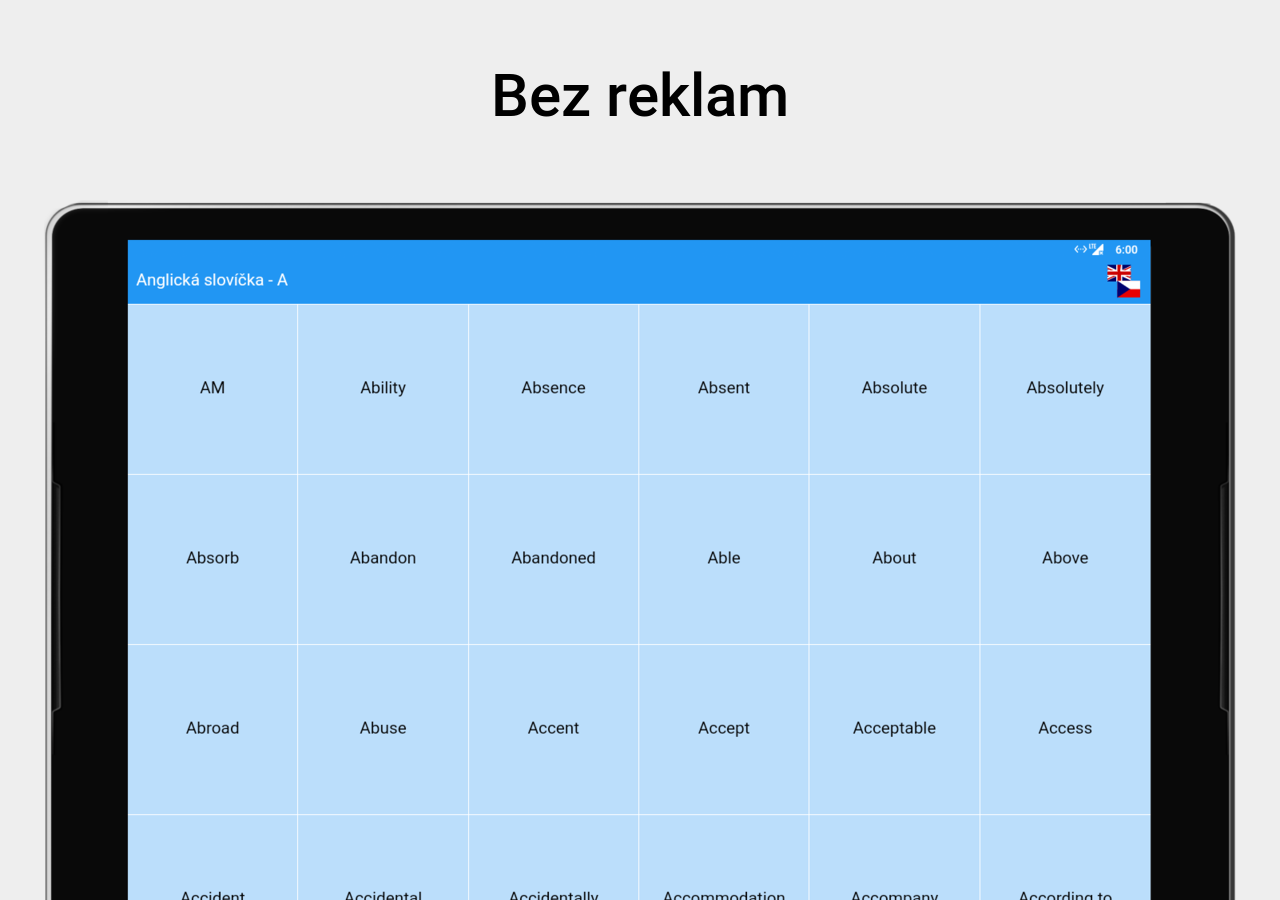 Bez reklam
LTE 6:00
Anglická slovíčka - A
AM Ability Absence Absent Absolute Absolutely
Absorb Abandon Abandoned Able About Above
Abroad Abuse Accent Accept Acceptable Access
Accident Accidental Accidentally Accommodation Accompany According to